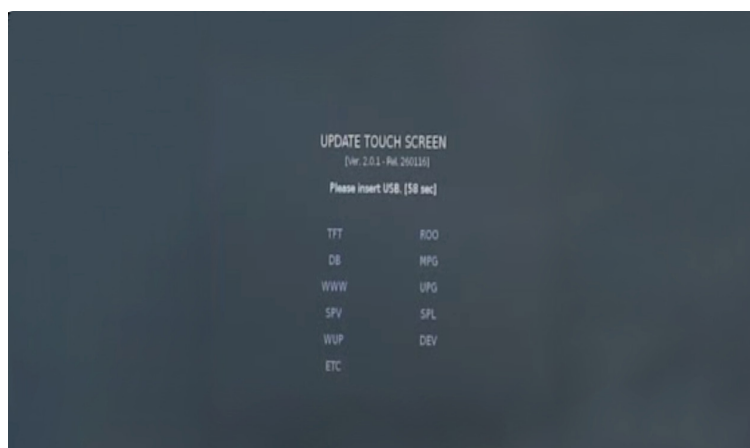 UPDATE TOUCH SCREEN
[Ver. 2.0.1 - Rel. 260116]
Please insert USB. [58 sec]
TFT ROO
DB MPG
WWW UPG
SPV SPL
WUP DEV
ETC